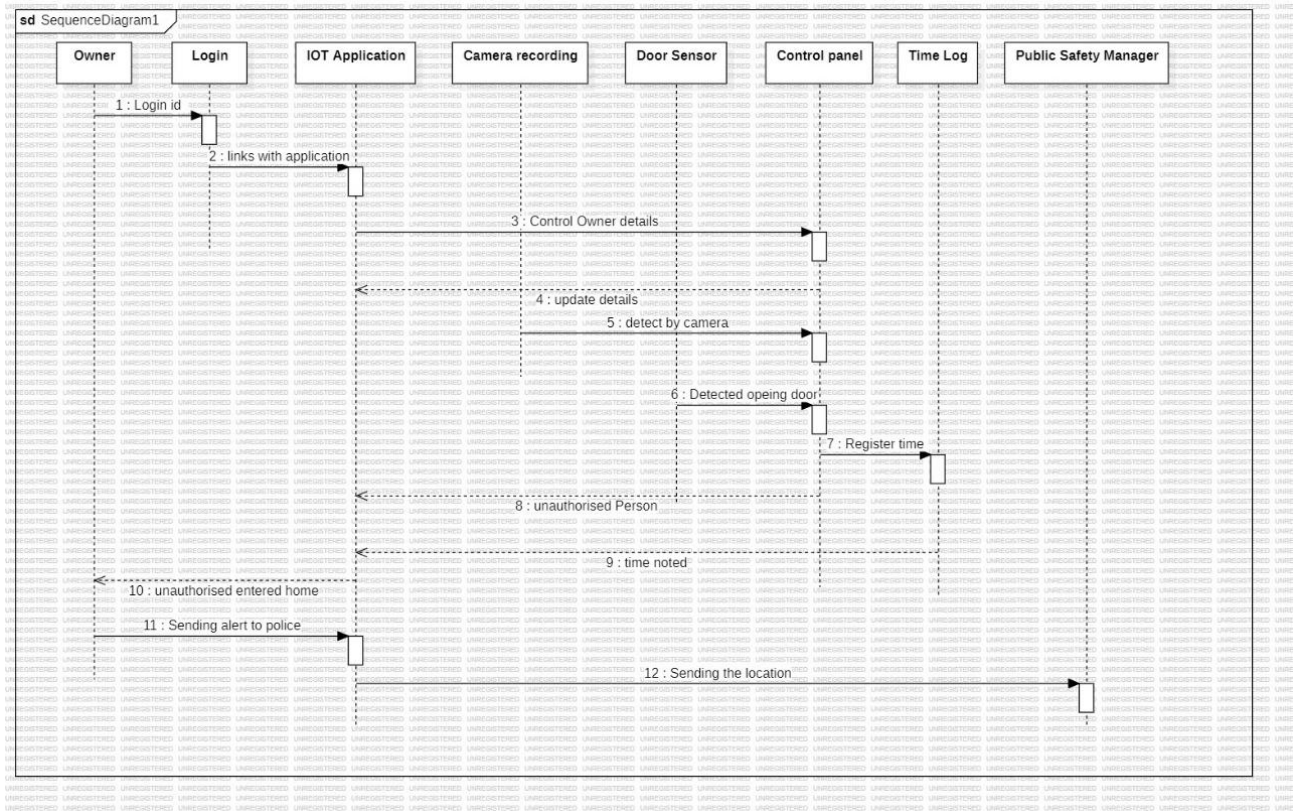 sd SequenceDiagram1
Owner
Login
IOT Application
Camera recording
Door Sensor
Control panel
Time Log
Public Safety Manager
1 : Login id
2 : links with application
3 : Control Owner details
4 : update details
5 : detect by camera
6 : Detected opeing door
7 : Register time
8 : unauthorised Person
9 : time noted
10 : unauthorised entered home
11 : Sending alert to police
12 : Sending the location
UNREGISTERED